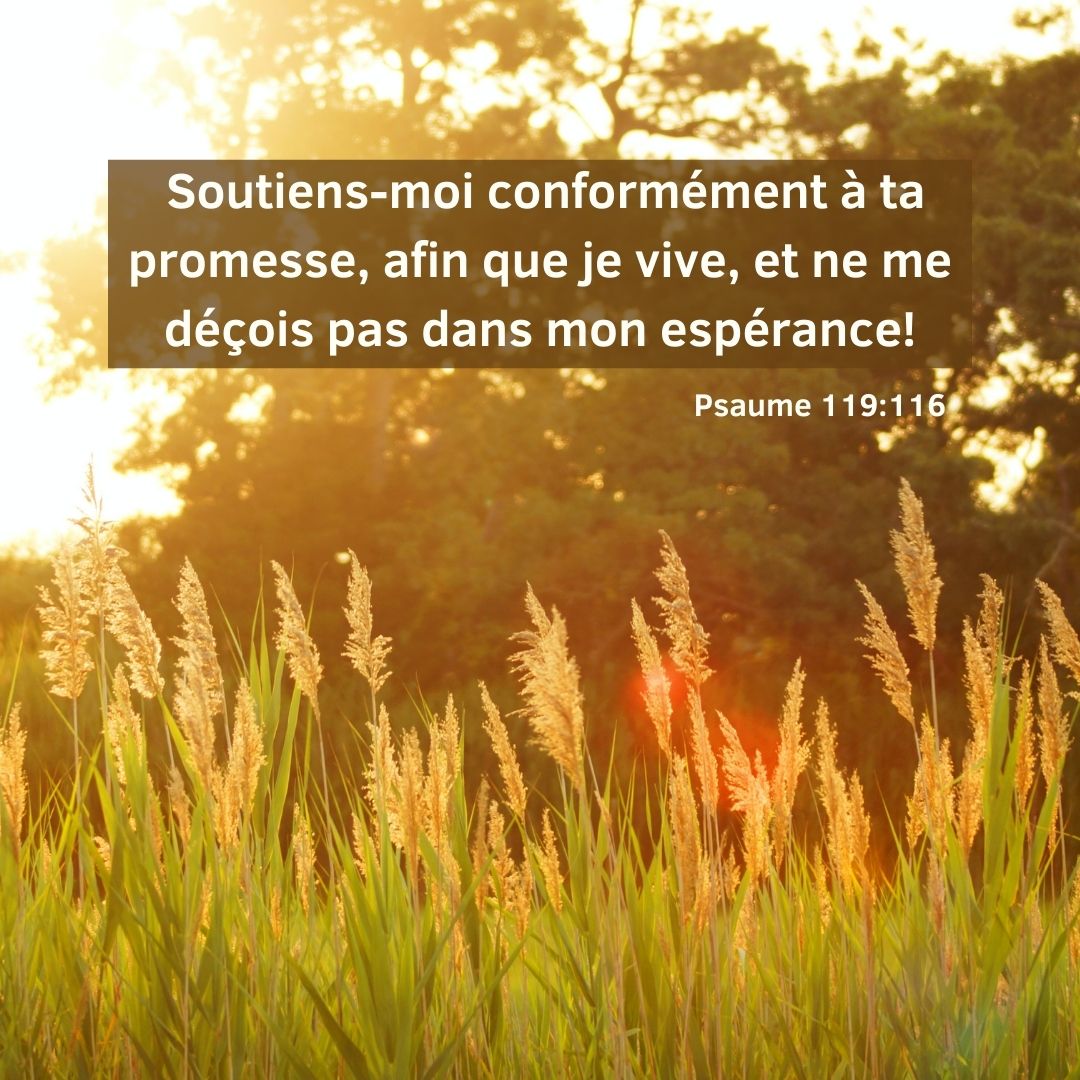 Soutiens-moi conformément à ta
promesse, afin que je vive, et ne me
déçois pas dans mon espérance!
Psaume 119:116